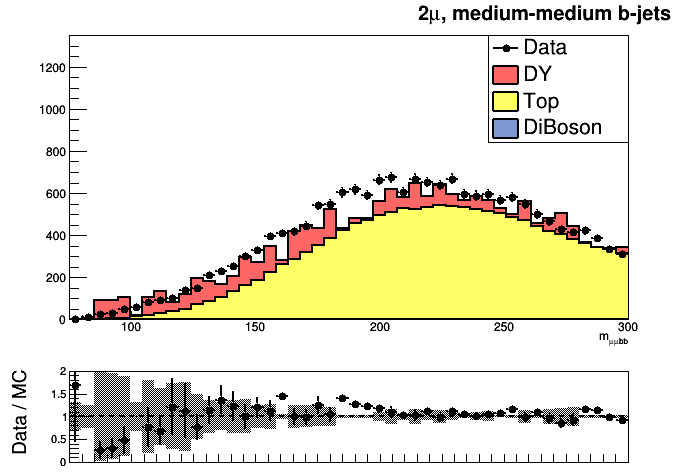 2μ, medium-medium b-jets
Data
DY
Top
DiBoson
1200
1000
800
600
400
200
0
100 150 200 250 300
mμμbb
Data / MC
2
1.5
1
0.5
0